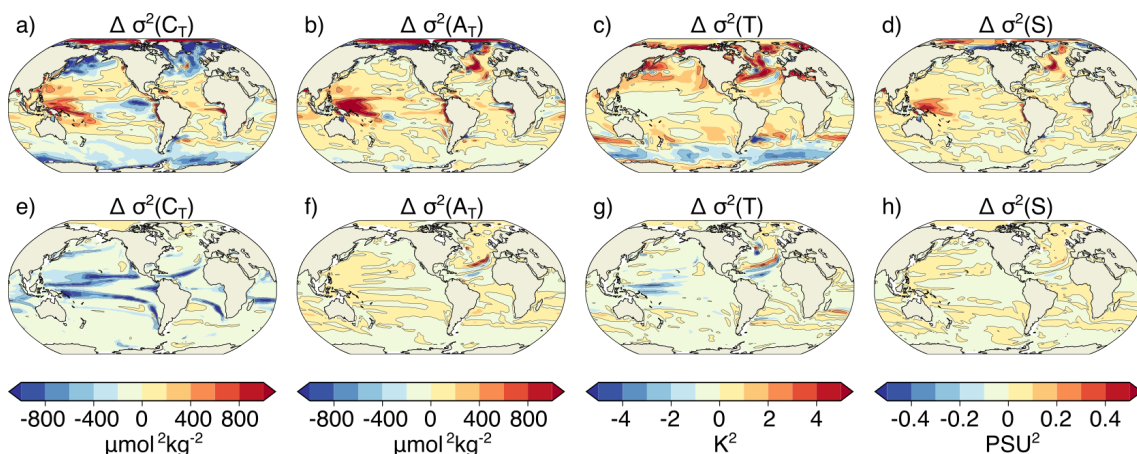 a) Δ σ²(C_T) b) Δ σ²(A_T) c) Δ σ²(T) d) Δ σ²(S)
e) Δ σ²(C_T) f) Δ σ²(A_T) g) Δ σ²(T) h) Δ σ²(S)
-800 -400 0 400 800 -800 -400 0 400 800 -4 -2 0 2 4 -0.4 -0.2 0 0.2 0.4
μmol²kg⁻² μmol²kg⁻² K² PSU²